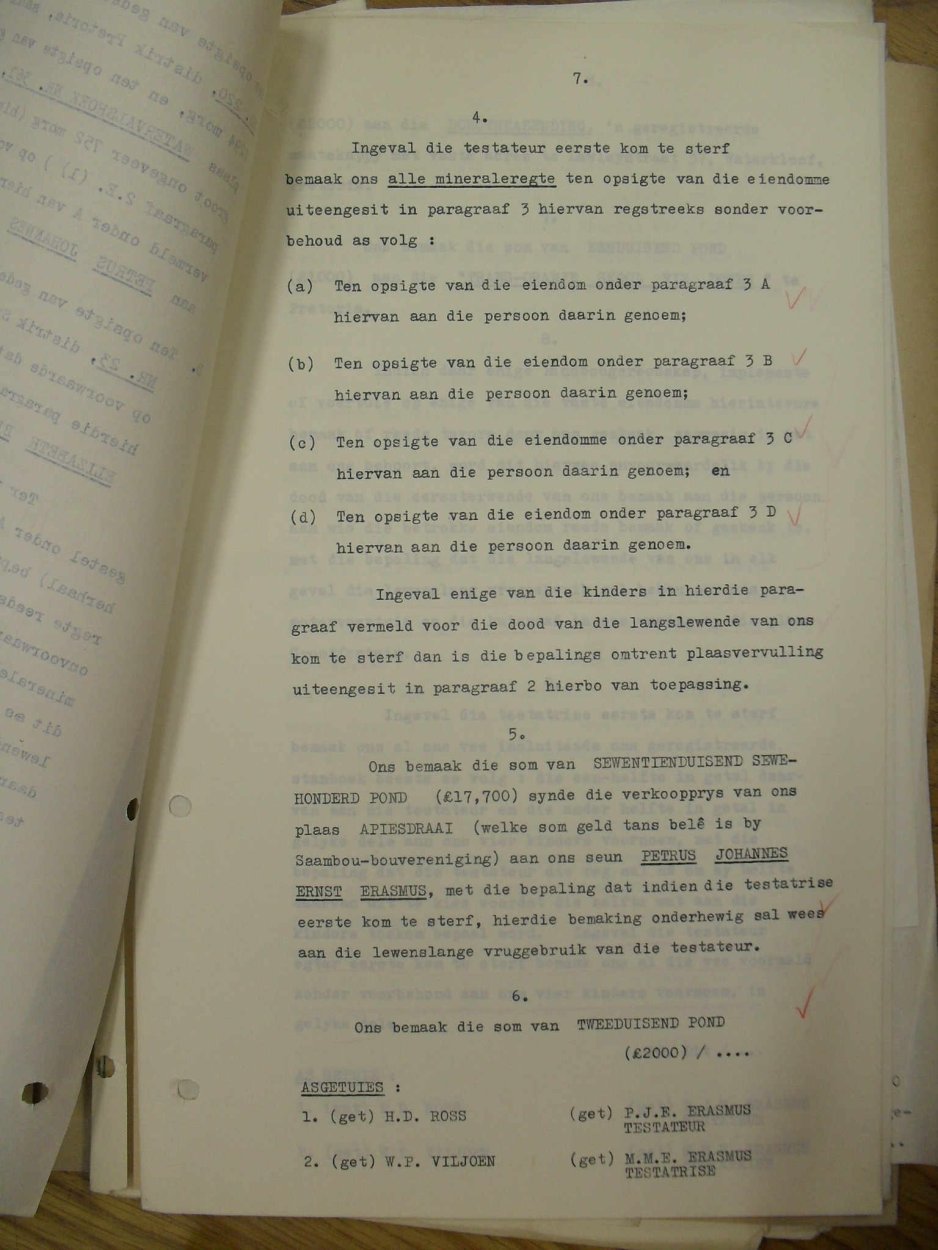 7.
4.
Ingeval die testateur eerste kom te sterf
bemaak ons alle mineraleregte ten opsigte van die eiendomme
uiteengesit in paragraaf 3 hiervan regstreeks sonder voor-
behoud as volg :
(a) Ten opsigte van die eiendom onder paragraaf 3 A
hiervan aan die persoon daarin genoem;
(b) Ten opsigte van die eiendom onder paragraaf 3 B
hiervan aan die persoon daarin genoem;
(c) Ten opsigte van die eiendomme onder paragraaf 3 C
hiervan aan die persoon daarin genoem; en
(d) Ten opsigte van die eiendom onder paragraaf 3 D
hiervan aan die persoon daarin genoem.
Ingeval enige van die kinders in hierdie para-
graaf vermeld voor die dood van die langslewende van ons
kom te sterf dan is die bepalings omtrent plaasvervulling
uiteengesit in paragraaf 2 hierbo van toepassing.
5.
Ons bemaak die som van SEWENTIENDUISEND SEWE-
HONDERD POND (£17,700) synde die verkoopprys van ons
plaas APIESDRAAI (welke som geld tans belê is by
Saambou-bouvereniging) aan ons seun PETRUS JOHANNES
ERNST ERASMUS, met die bepaling dat indien die testatrise
eerste kom te sterf, hierdie bemaking onderhewig sal wees
aan die lewenslange vruggebruik van die testateur.
6.
Ons bemaak die som van TWEEDUISEND POND
(£2000) / ....
ASGETUIES :
1. (get) H.D. ROSS (get) P.J.E. ERASMUS
TESTATEUR
2. (get) W.P. VILJOEN (get) M.M.E. ERASMUS
TESTATRISE